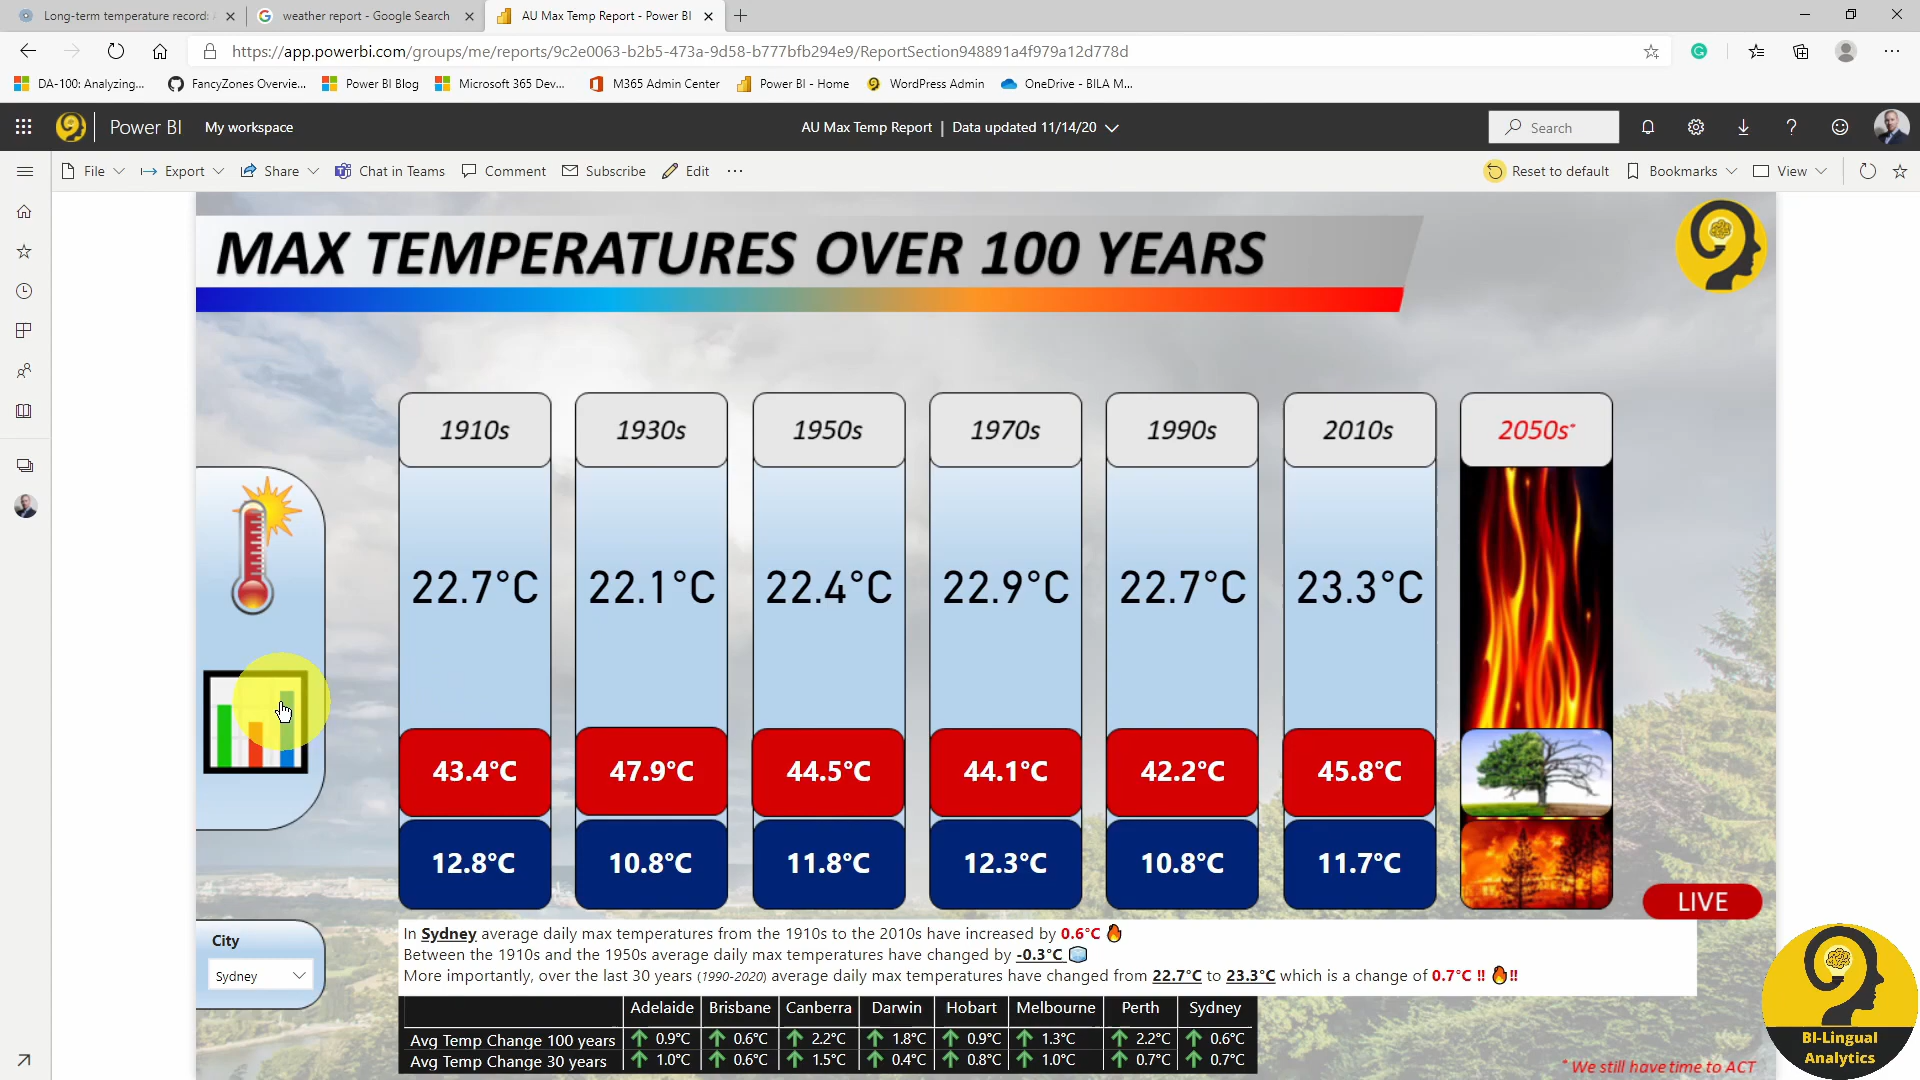 Long-term temperature record:
weather report - Google Search
AU Max Temp Report - Power BI
https://app.powerbi.com/groups/me/reports/9c2e0063-b2b5-473a-9d58-b777bfb294e9/ReportSection948891a4f979a12d778d
DA-100: Analyzing...
FancyZones Overvie...
Power BI Blog
Microsoft 365 Dev...
M365 Admin Center
Power BI - Home
WordPress Admin
OneDrive - BILA M...
Power BI My workspace
AU Max Temp Report | Data updated 11/14/20
Search
File Export Share Chat in Teams Comment Subscribe Edit ...
Reset to default Bookmarks View
MAX TEMPERATURES OVER 100 YEARS
1910s 1930s 1950s 1970s 1990s 2010s 2050s*
22.7°C 22.1°C 22.4°C 22.9°C 22.7°C 23.3°C
43.4°C 47.9°C 44.5°C 44.1°C 42.2°C 45.8°C
12.8°C 10.8°C 11.8°C 12.3°C 10.8°C 11.7°C
LIVE
City
Sydney
In Sydney average daily max temperatures from the 1910s to the 2010s have increased by 0.6°C 🔥
Between the 1910s and the 1950s average daily max temperatures have changed by -0.3°C 🧊
More importantly, over the last 30 years (1990-2020) average daily max temperatures have changed from 22.7°C to 23.3°C which is a change of 0.7°C !! 🔥!!
Adelaide Brisbane Canberra Darwin Hobart Melbourne Perth Sydney
Avg Temp Change 100 years 0.9°C 0.6°C 2.2°C 1.8°C 0.9°C 1.3°C 2.2°C 0.6°C
Avg Temp Change 30 years 1.0°C 0.6°C 1.5°C 0.4°C 0.8°C 1.0°C 0.7°C 0.7°C
* We still have time to ACT
BI-Lingual
Analytics